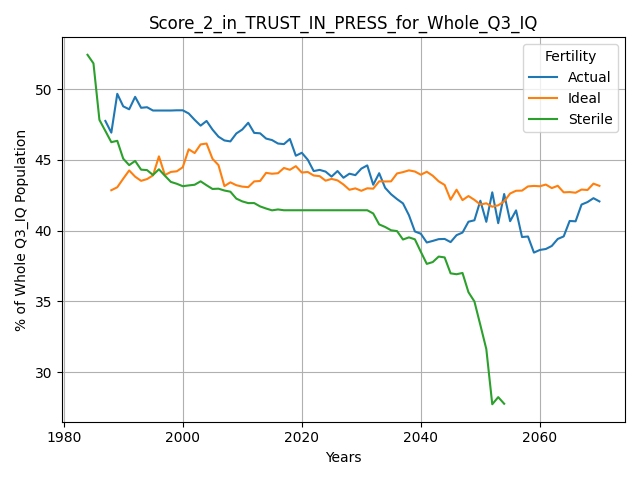 Score_2_in_TRUST_IN_PRESS_for_Whole_Q3_IQ
Fertility
Actual
Ideal
Sterile
% of Whole Q3_IQ Population
50
45
40
35
30
1980
2000
2020
2040
2060
Years